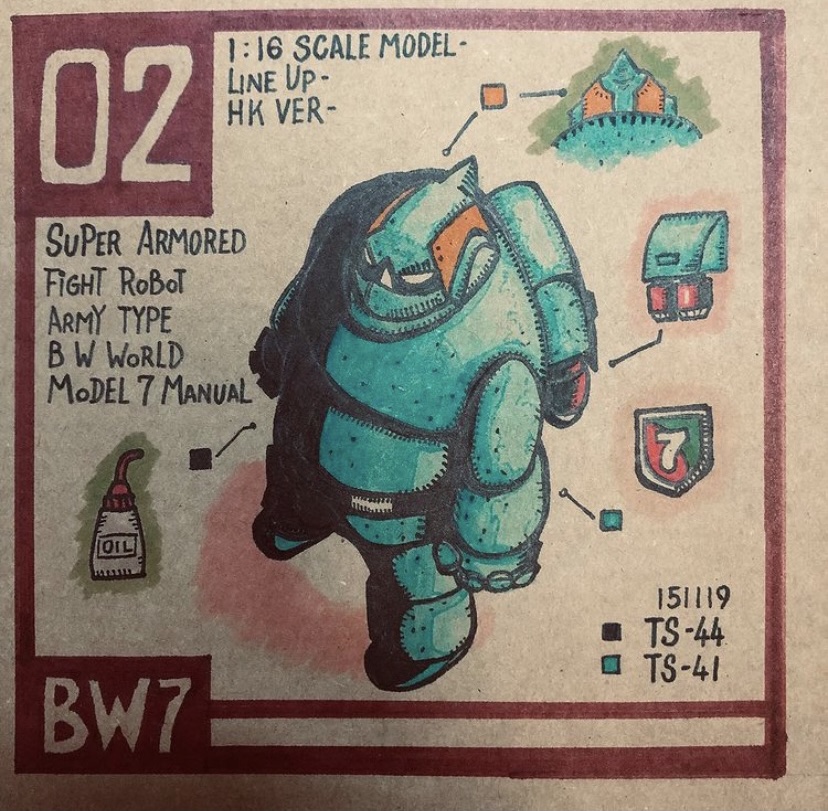 02
1:16 SCALE MODEL-
LINE UP-
HK VER-
SUPER ARMORED
FIGHT ROBOT
ARMY TYPE
B W WORLD
MODEL 7 MANUAL
OIL
7
151119
TS-44
TS-41
BW7